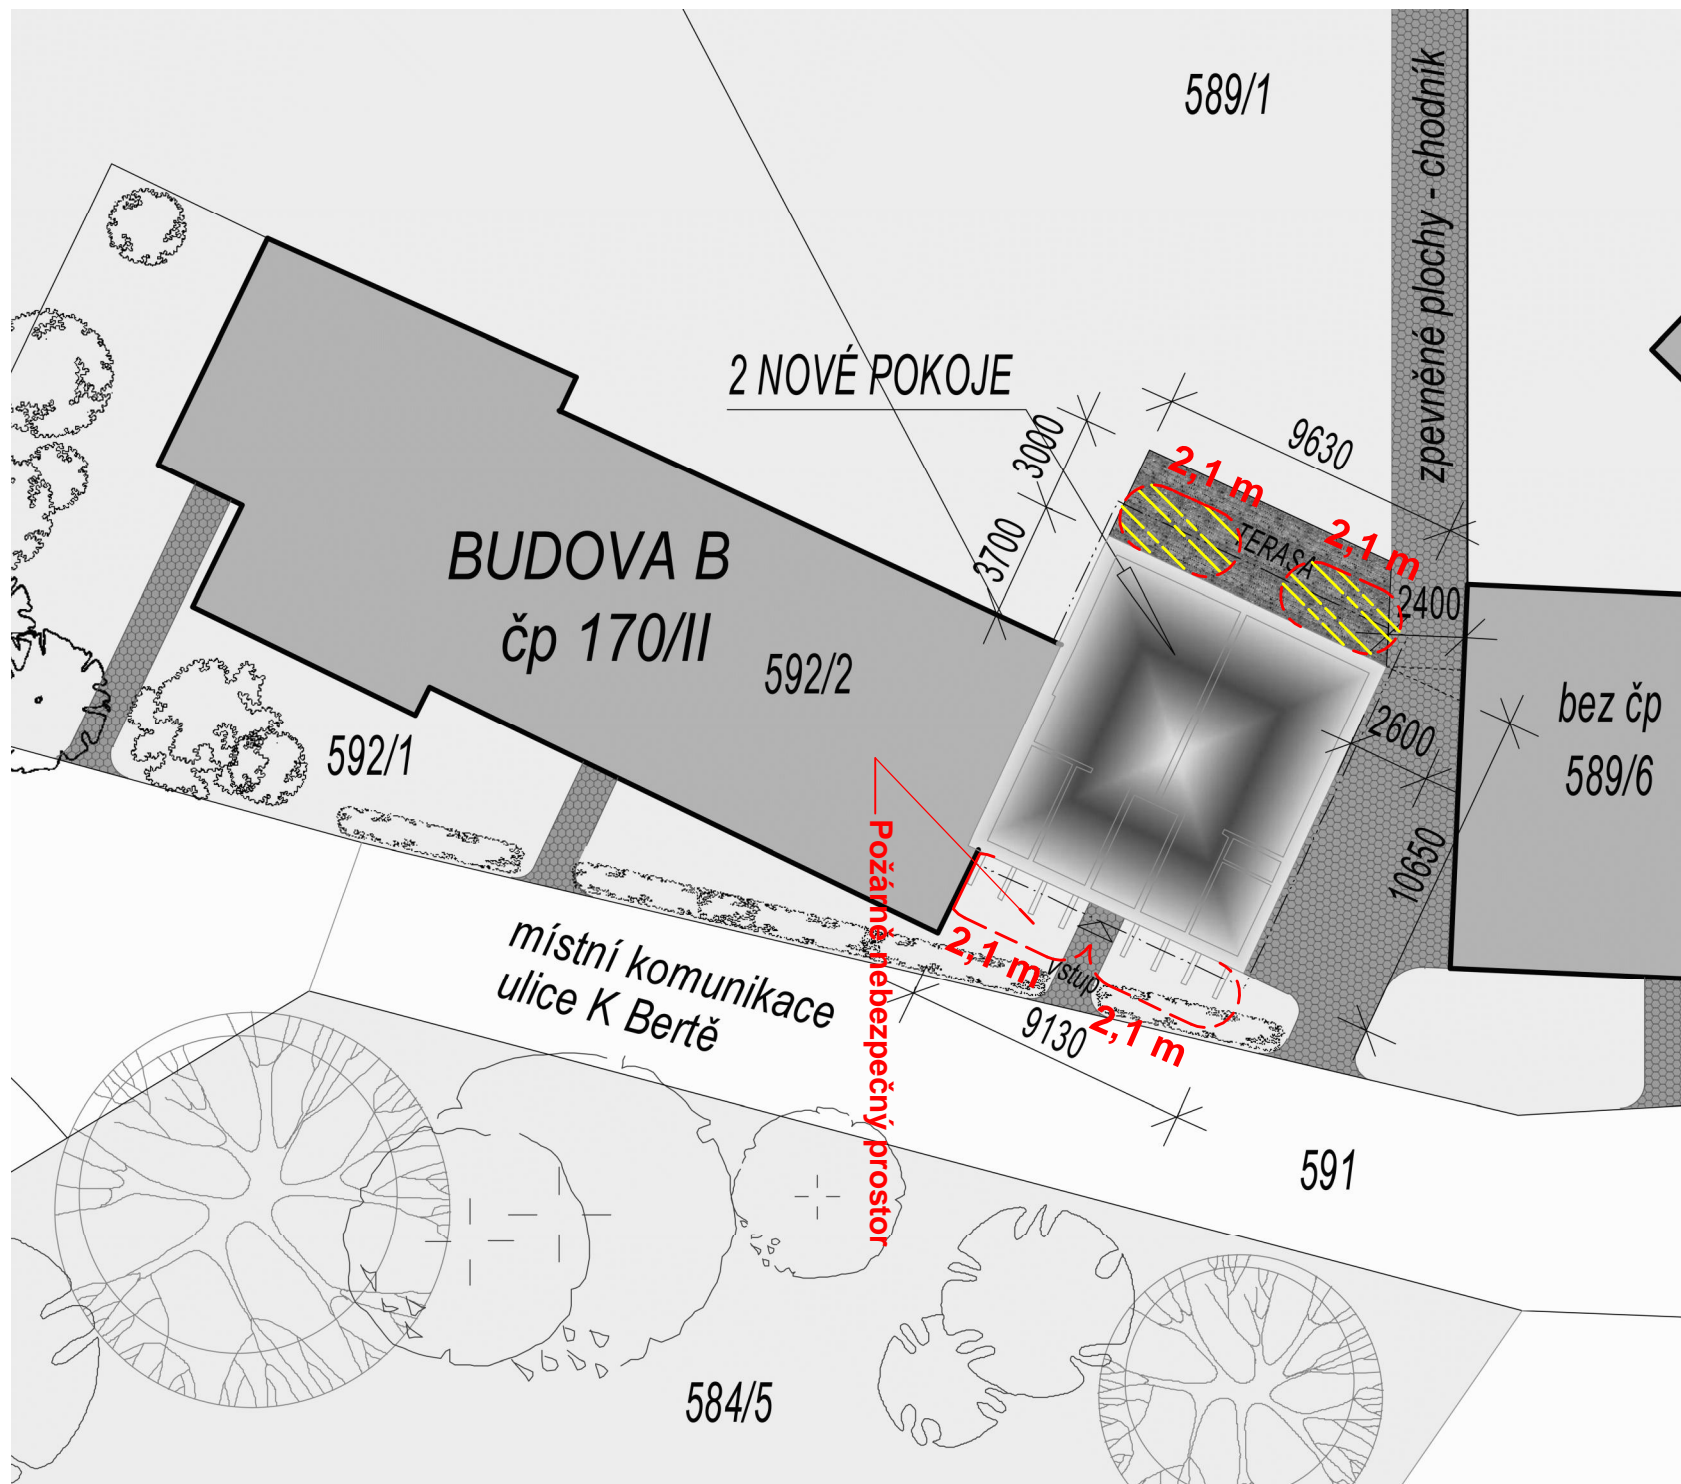 589/1
zpevněné plochy - chodník
2 NOVÉ POKOJE
3000
9630
3700
2,1 m
2,1 m
TERASA
2400
BUDOVA B
čp 170/II
592/2
bez čp
589/6
2600
592/1
10650
Požárně nebezpečný prostor
místní komunikace
ulice K Bertě
2,1 m
vstup
2,1 m
9130
591
584/5